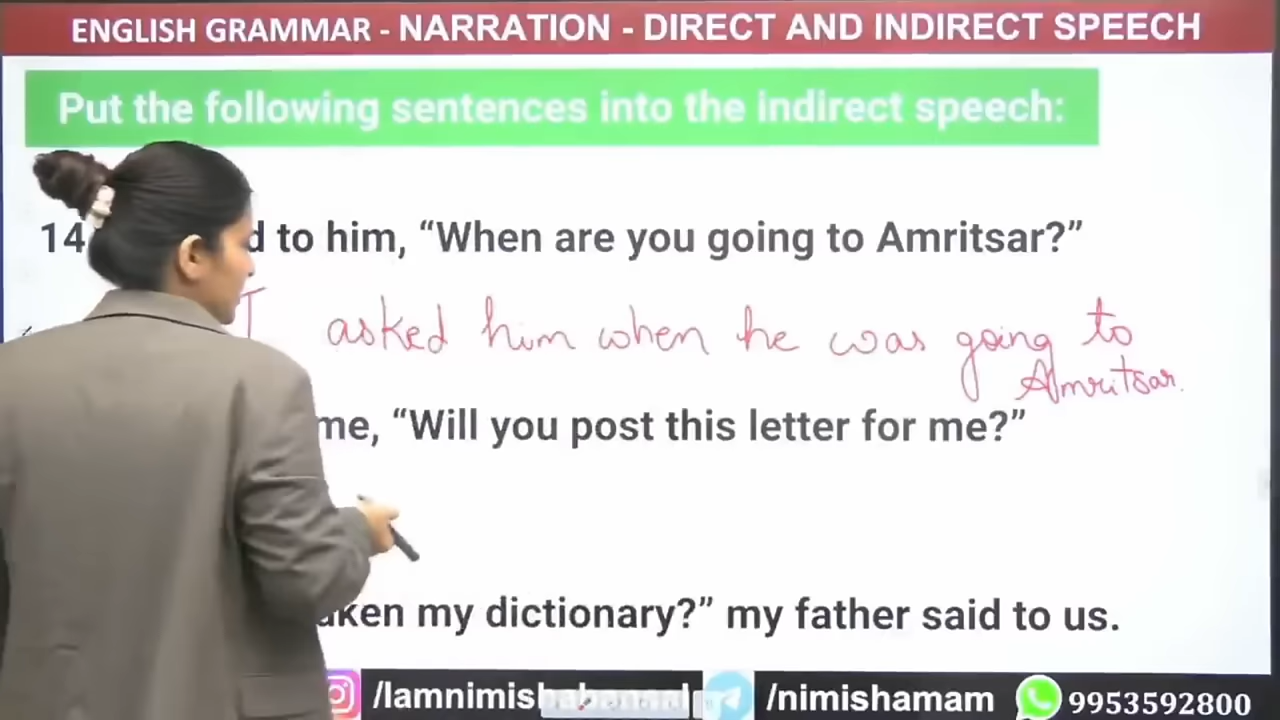 ENGLISH GRAMMAR - NARRATION - DIRECT AND INDIRECT SPEECH
Put the following sentences into the indirect speech:
14 d to him, “When are you going to Amritsar?”
I asked him when he was going to
Amritsar.
me, “Will you post this letter for me?”
aken my dictionary?” my father said to us.
/Iamnimishabansal /nimishamam 9953592800